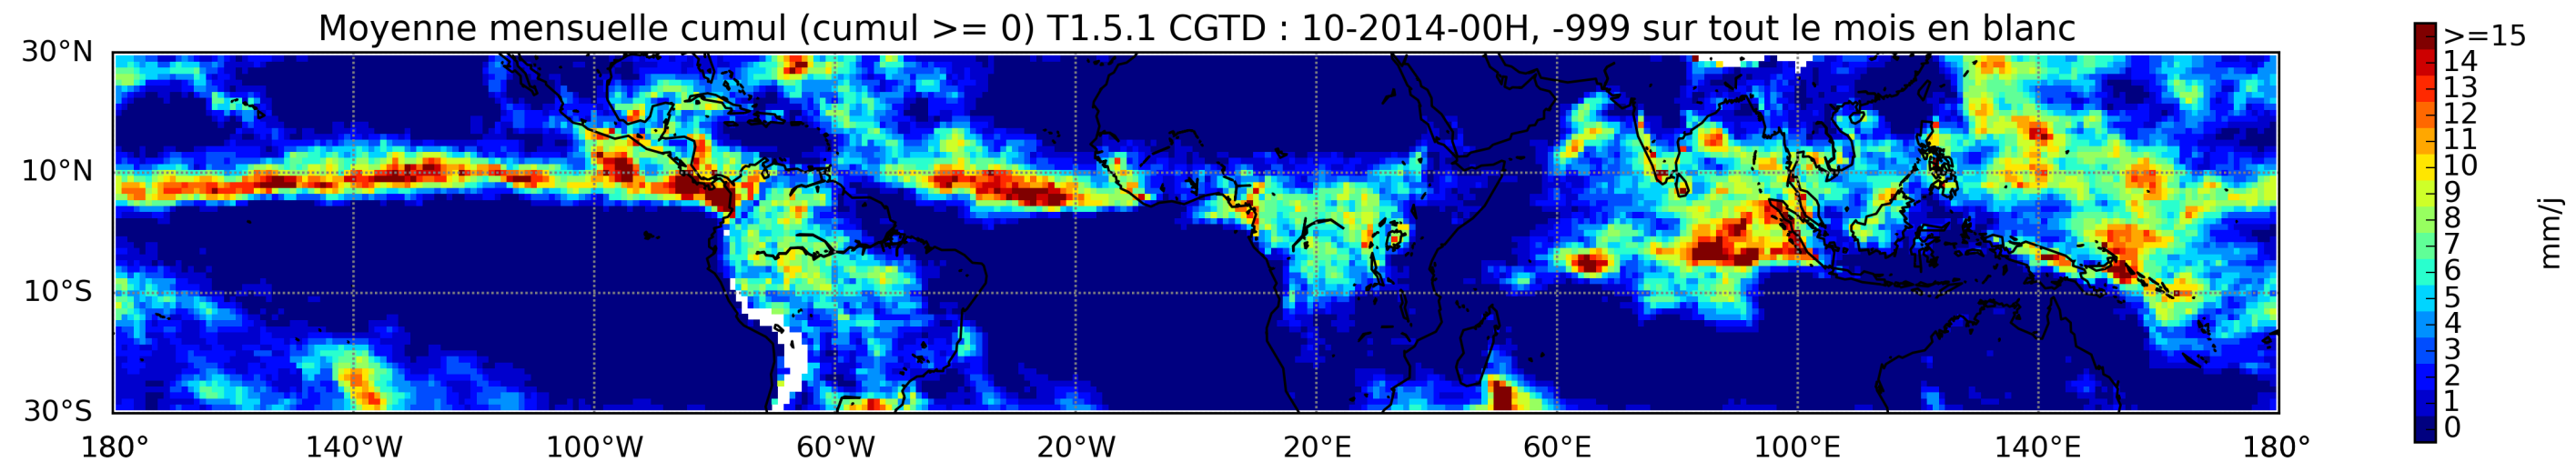 Moyenne mensuelle cumul (cumul >= 0) T1.5.1 CGTD : 10-2014-00H, -999 sur tout le mois en blanc
30°N
10°N
10°S
30°S
180° 140°W 100°W 60°W 20°W 20°E 60°E 100°E 140°E 180°
>=15
14
13
12
11
10
9
8
7
6
5
4
3
2
1
0
mm/j